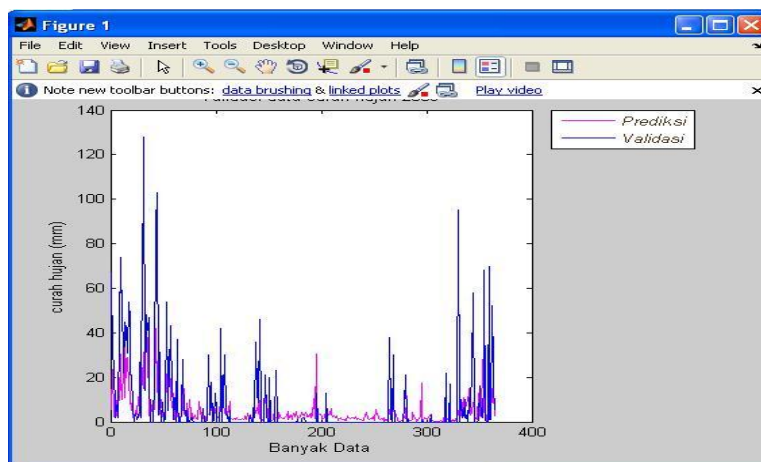 Figure 1
File Edit View Insert Tools Desktop Window Help
Note new toolbar buttons: data brushing & linked plots Play video
Prediksi
Validasi
curah hujan (mm)
140
120
100
80
60
40
20
0
0 100 200 300 400
Banyak Data